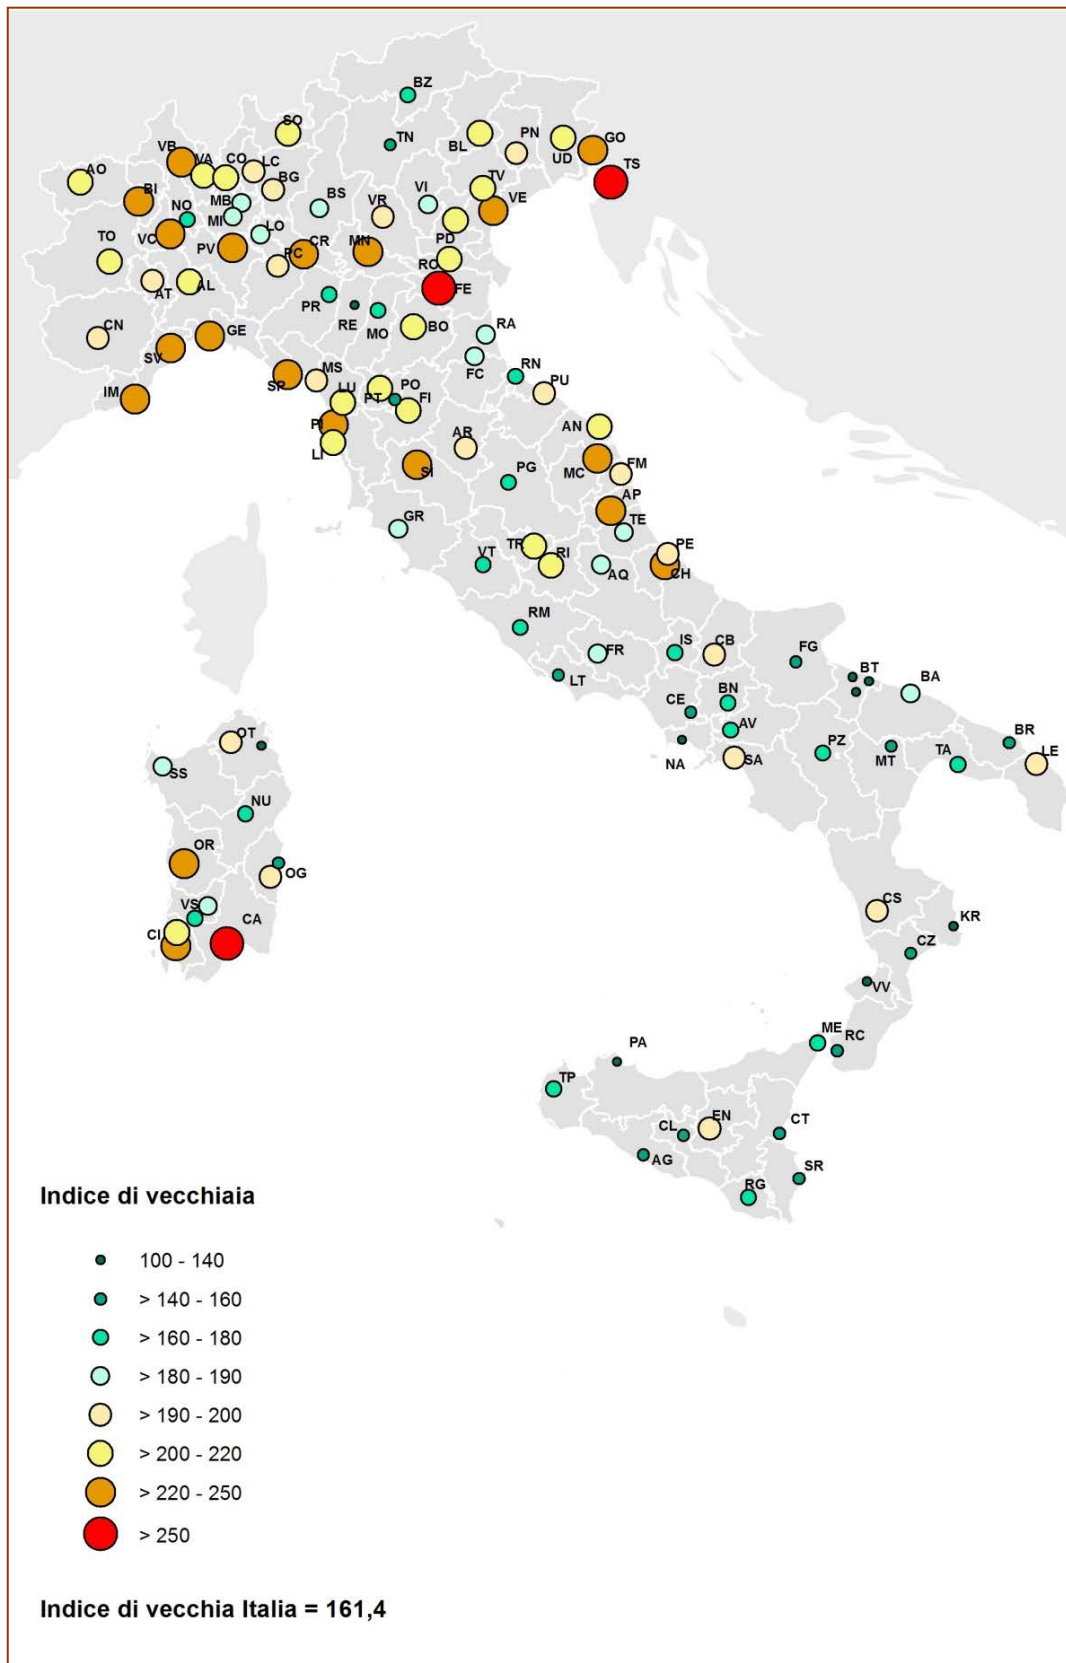 BZ
SO
TN
BL
PN
UD
GO
TS
VB
VA
CO
LC
BG
AO
BI
NO
MB
MI
LO
BS
VR
VI
TV
VE
TO
VC
PV
PC
CR
MN
PD
RO
AT
AL
PR
RE
MO
FE
CN
GE
BO
RA
SV
FC
IM
SP
MS
RN
PU
LU
PT
PO
FI
PI
LI
AR
AN
SI
PG
MC
FM
AP
GR
TE
TR
RI
VT
AQ
PE
CH
RM
FR
IS
CB
FG
LT
BT
BA
CE
BN
AV
NA
SA
PZ
MT
TA
BR
LE
OT
SS
NU
OR
OG
VS
CA
CI
CS
KR
CZ
VV
ME
RC
PA
TP
EN
CL
CT
AG
SR
RG
Indice di vecchiaia
100 - 140
> 140 - 160
> 160 - 180
> 180 - 190
> 190 - 200
> 200 - 220
> 220 - 250
> 250
Indice di vecchia Italia = 161,4